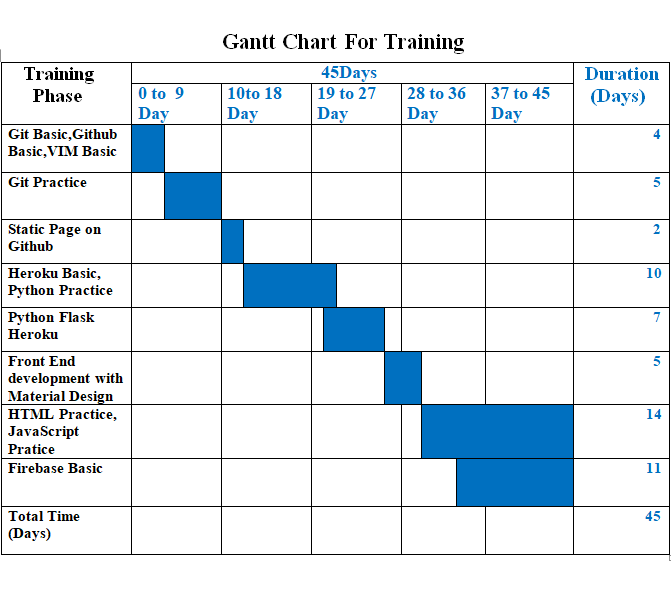 Gantt Chart For Training
Training
Phase
45Days
Duration
(Days)
0 to 9
Day
10to 18
Day
19 to 27
Day
28 to 36
Day
37 to 45
Day
Git Basic,Github
Basic,VIM Basic
4
Git Practice
5
Static Page on
Github
2
Heroku Basic,
Python Practice
10
Python Flask
Heroku
7
Front End
development with
Material Design
5
HTML Practice,
JavaScript
Pratice
14
Firebase Basic
11
Total Time
(Days)
45